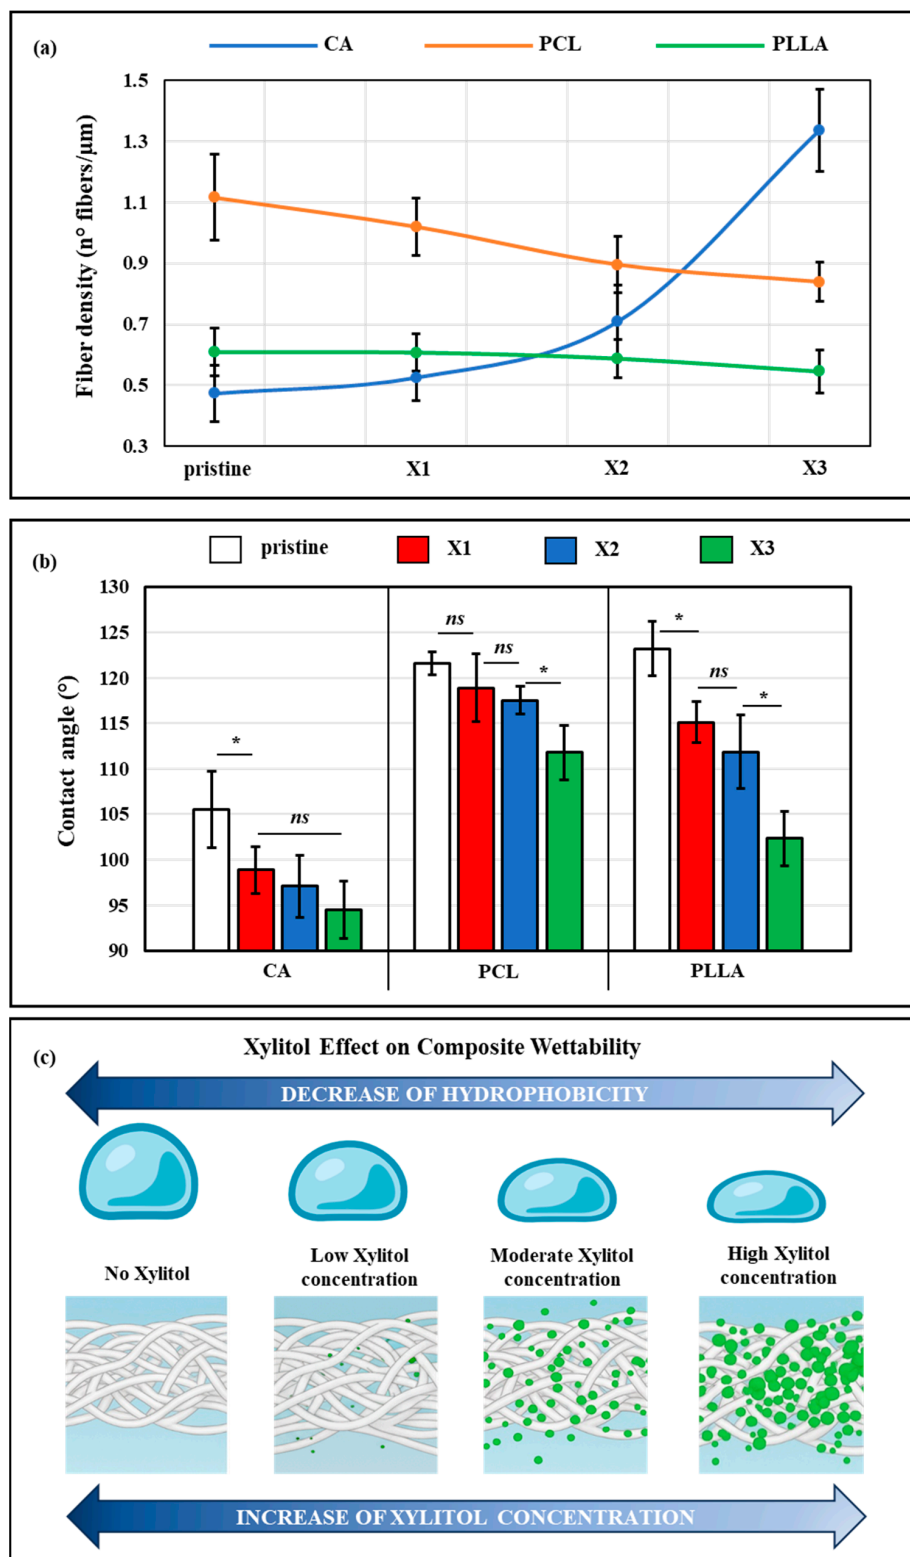 (a)
CA PCL PLLA
Fiber density (n° fibers/µm)
1.5
1.3
1.1
0.9
0.7
0.5
0.3
pristine X1 X2 X3
(b)
pristine X1 X2 X3
Contact angle (°)
130
125
120
115
110
105
100
95
90
* ns
ns ns *
* ns *
CA PCL PLLA
(c)
Xylitol Effect on Composite Wettability
DECREASE OF HYDROPHOBICITY
No Xylitol
Low Xylitol
concentration
Moderate Xylitol
concentration
High Xylitol
concentration
INCREASE OF XYLITOL CONCENTRATION